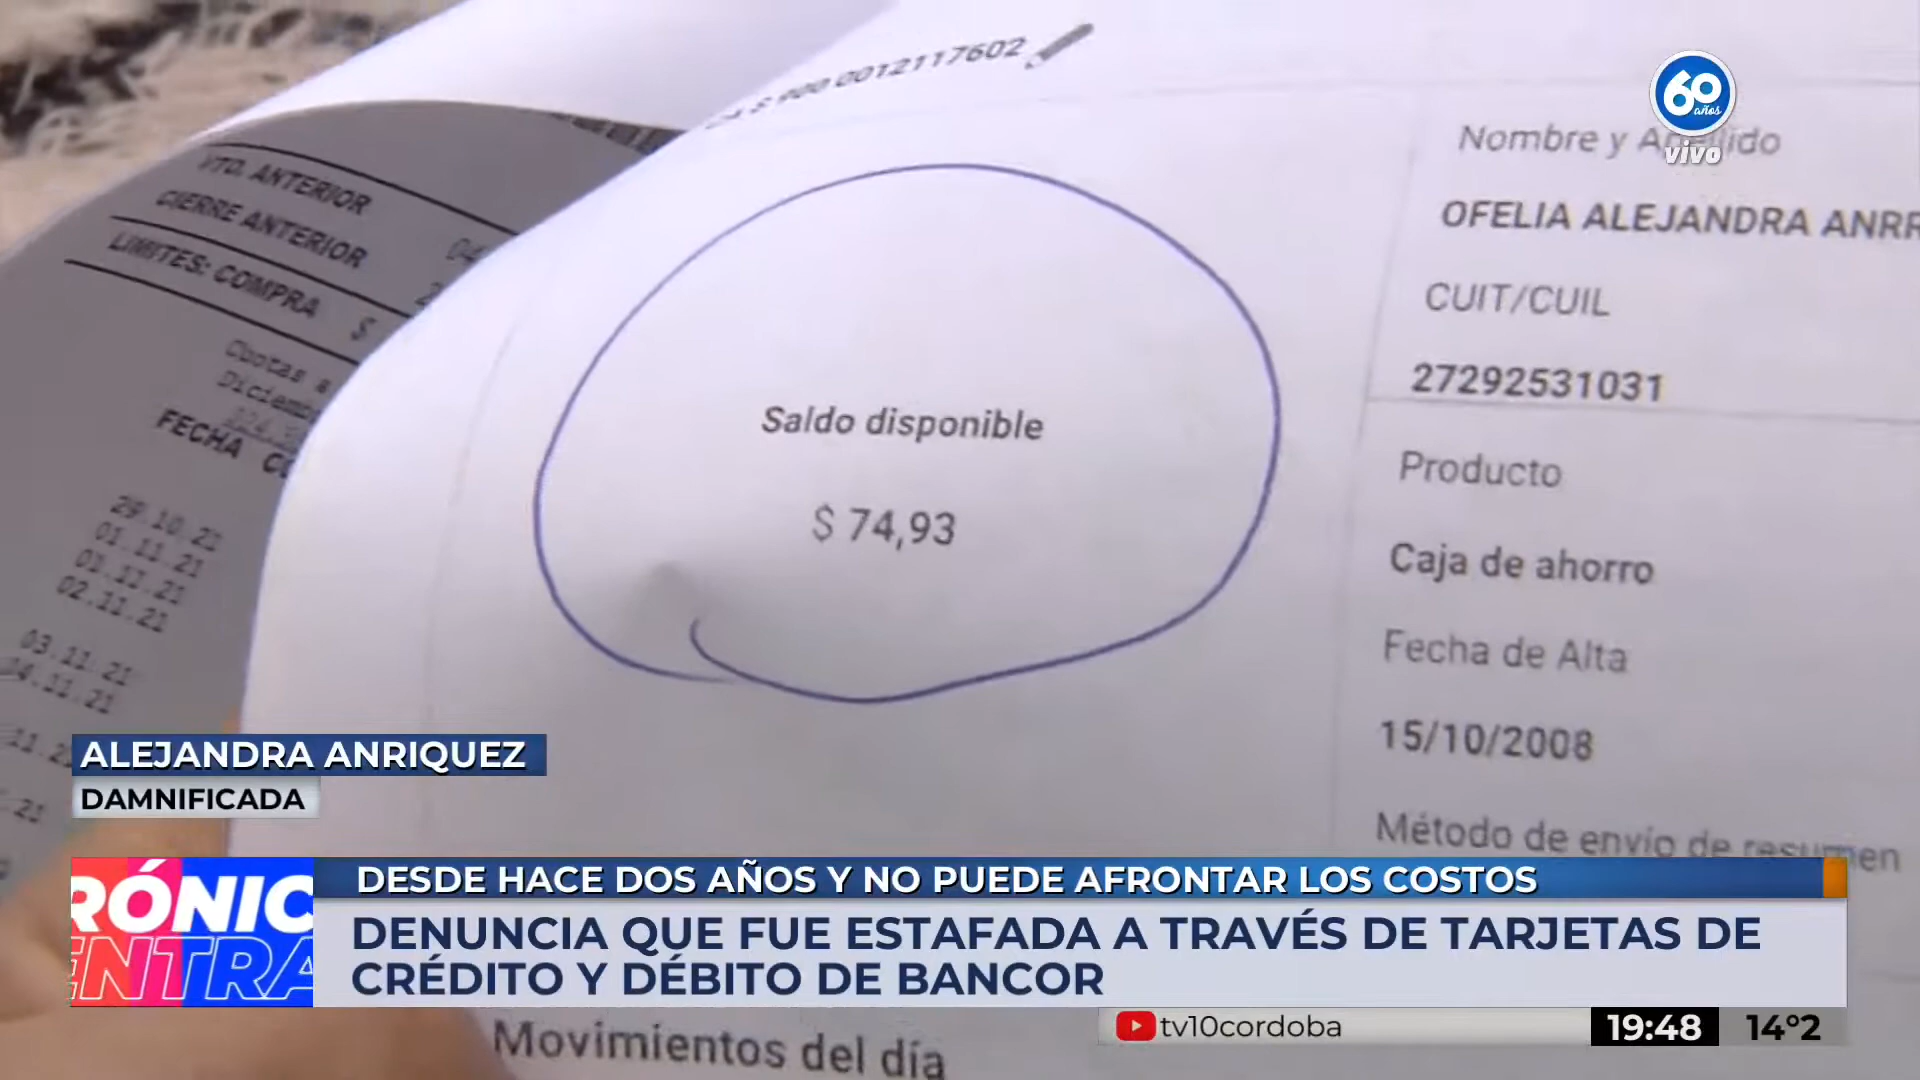 0012117602
60
años
vivo
VTO. ANTERIOR
CIERRE ANTERIOR
LIMITES: COMPRA $
Cuotas a
FECHA
29.10.21
01.11.21
01.11.21
02.11.21
03.11.21
04.11.21
Saldo disponible
$ 74,93
Nombre y Apellido
OFELIA ALEJANDRA ANRR
CUIT/CUIL
27292531031
Producto
Caja de ahorro
Fecha de Alta
15/10/2008
Método de envío de resumen
ALEJANDRA ANRIQUEZ
DAMNIFICADA
RÓNIC
ENTRA
DESDE HACE DOS AÑOS Y NO PUEDE AFRONTAR LOS COSTOS
DENUNCIA QUE FUE ESTAFADA A TRAVÉS DE TARJETAS DE
CRÉDITO Y DÉBITO DE BANCOR
Movimientos del día
tv10cordoba
19:48
14°2